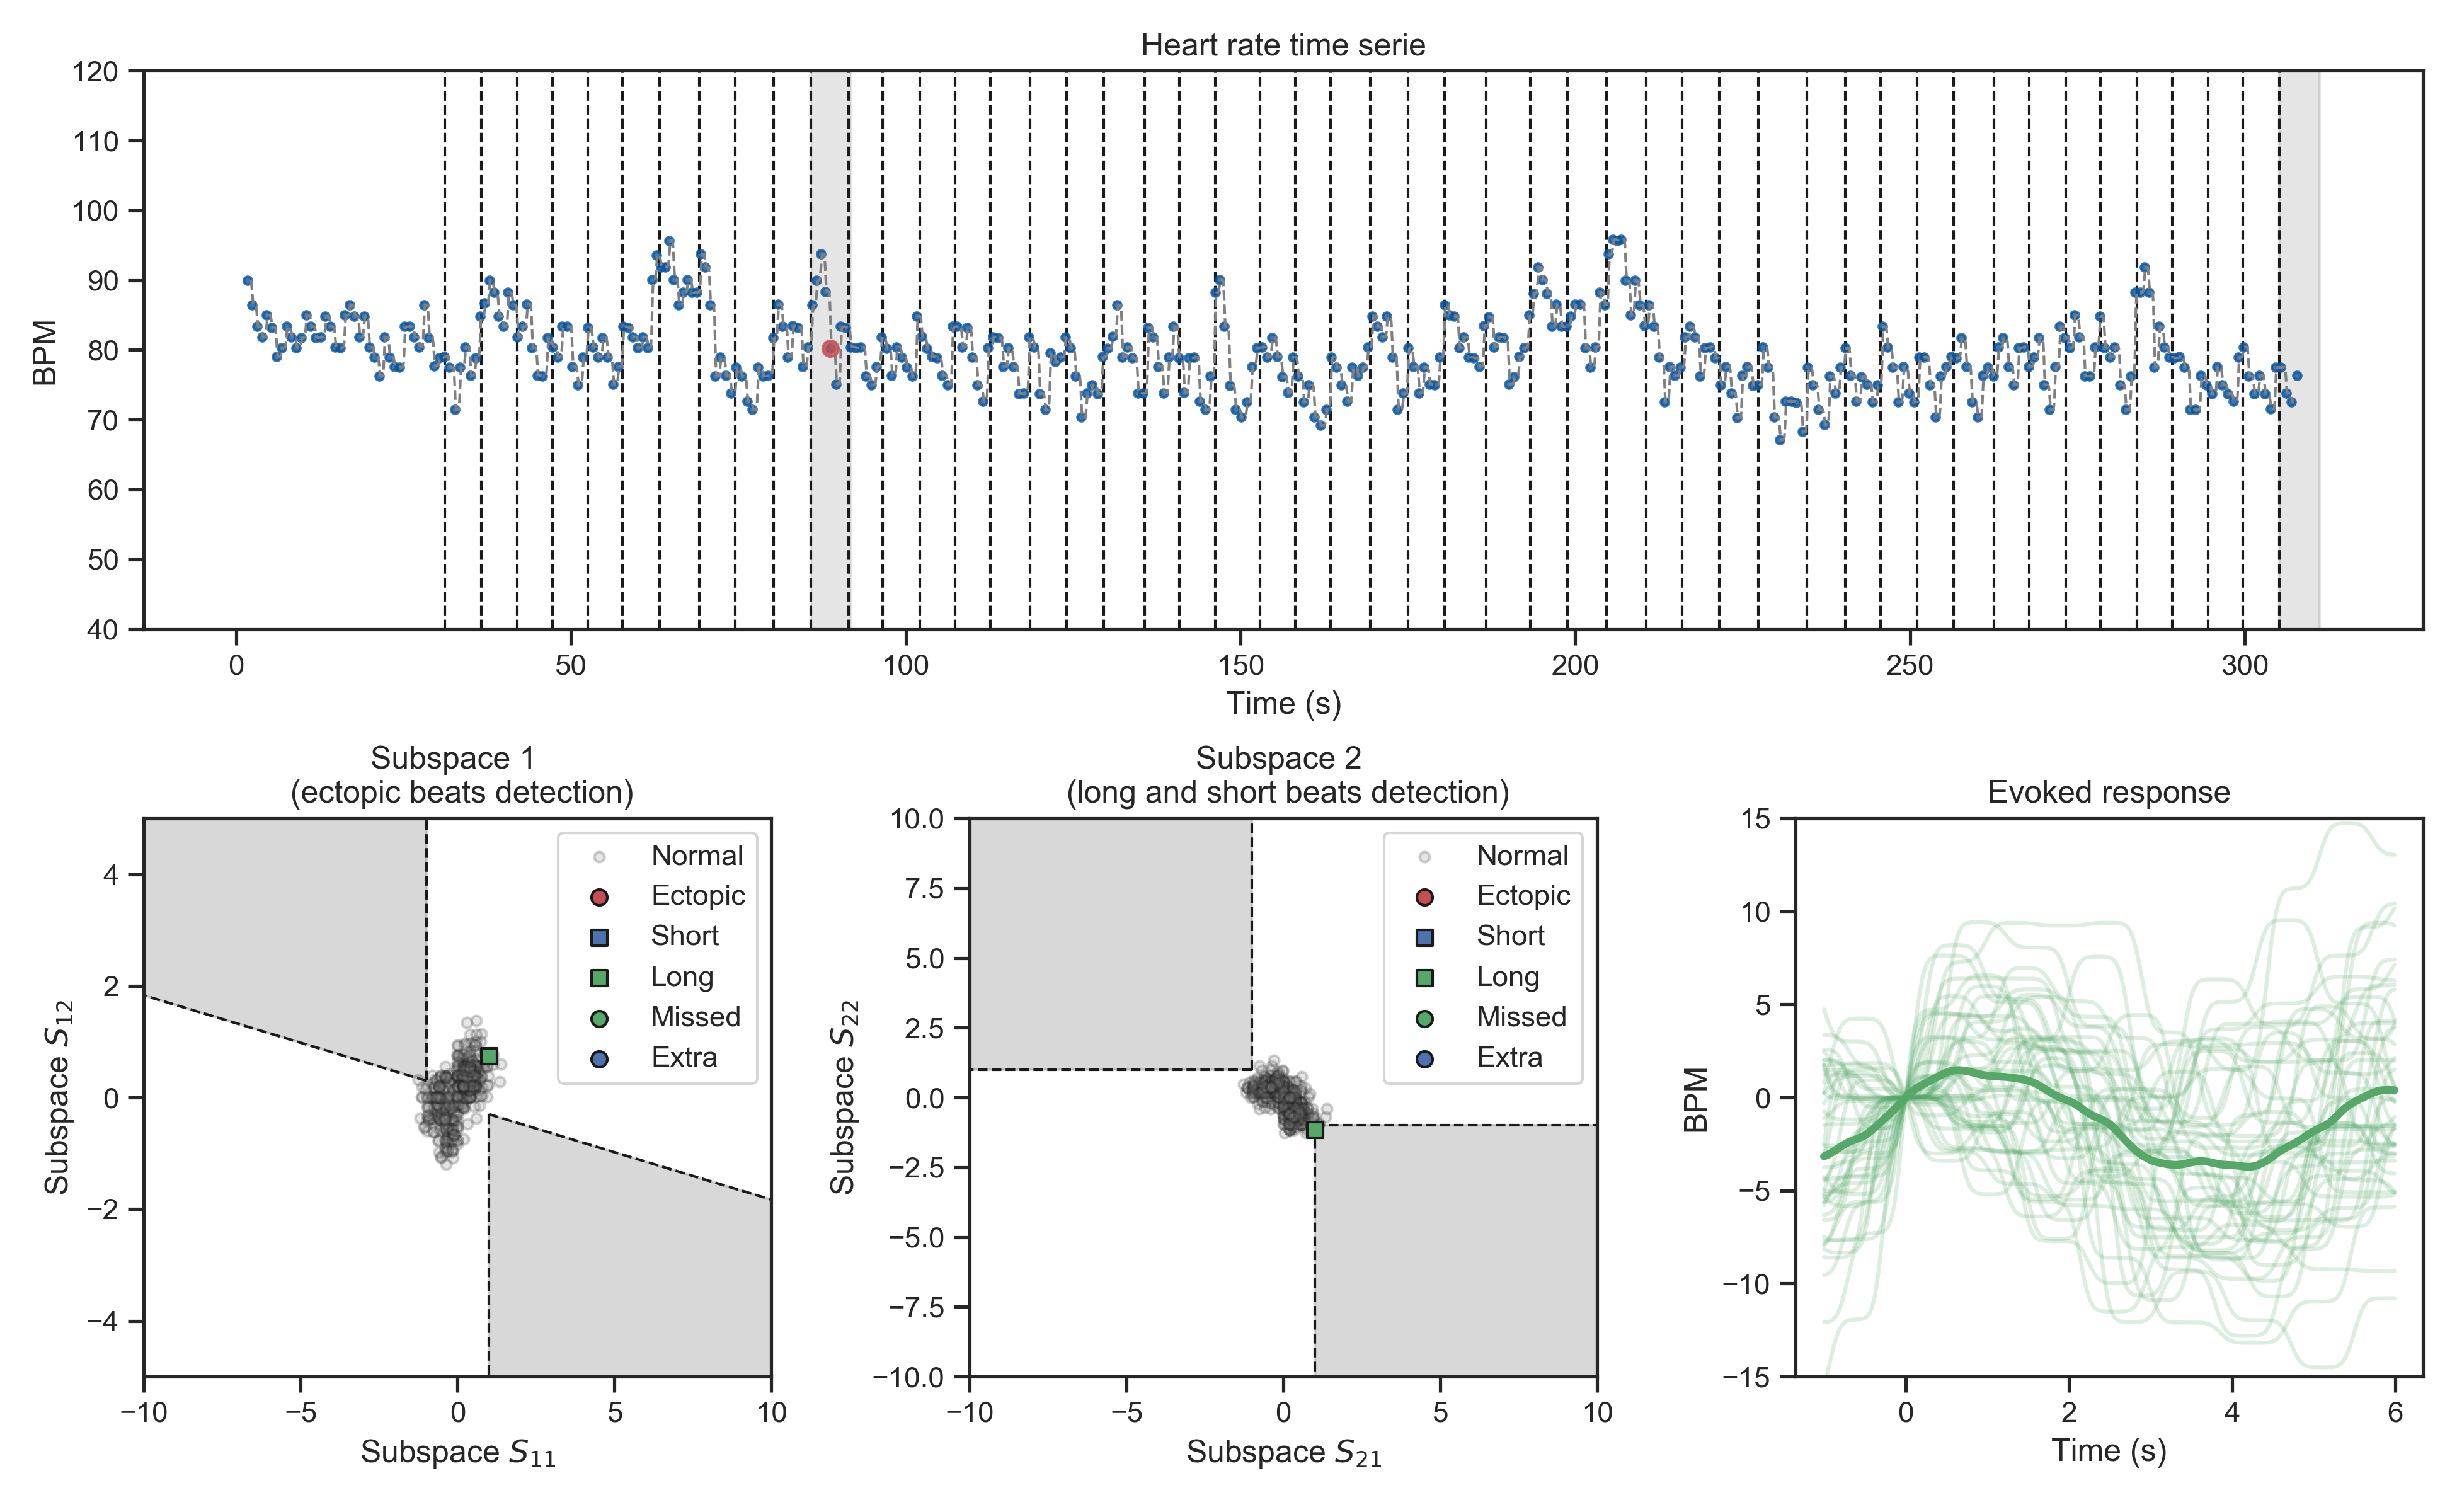 Heart rate time serie
120
110
100
90
80
70
60
50
40
BPM
0 50 100 150 200 250 300
Time (s)
Subspace 1
(ectopic beats detection)
4
2
0
−2
−4
Subspace S12
Normal
Ectopic
Short
Long
Missed
Extra
−10 −5 0 5 10
Subspace S11
Subspace 2
(long and short beats detection)
10.0
7.5
5.0
2.5
0.0
−2.5
−5.0
−7.5
−10.0
Subspace S22
Normal
Ectopic
Short
Long
Missed
Extra
−10 −5 0 5 10
Subspace S21
Evoked response
15
10
5
0
−5
−10
−15
BPM
0 2 4 6
Time (s)